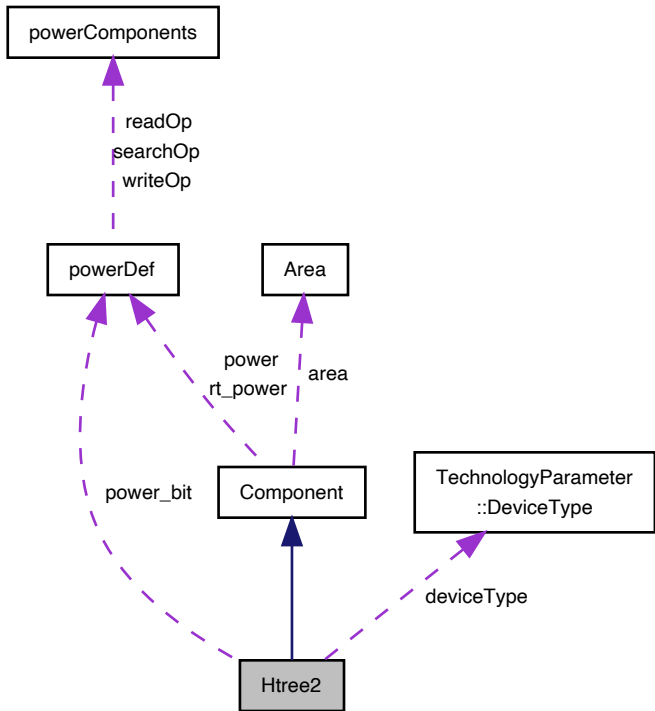 powerComponents
readOp
searchOp
writeOp
powerDef
Area
power
rt_power
area
TechnologyParameter
::DeviceType
Component
power_bit
deviceType
Htree2